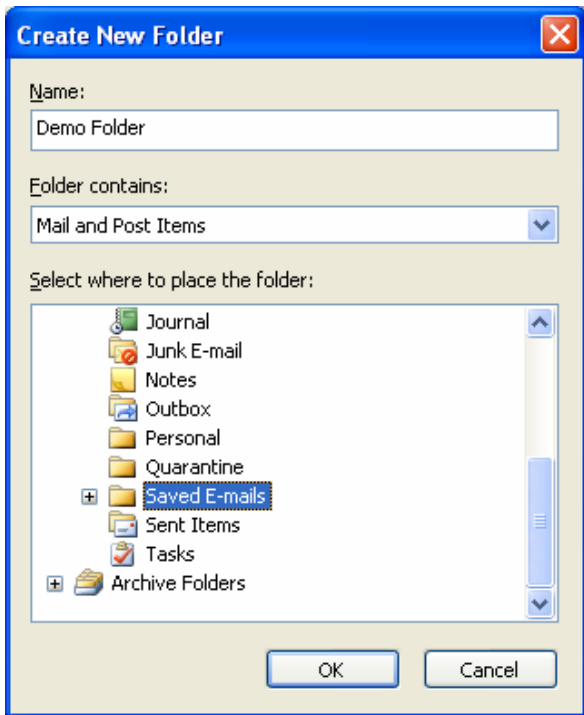 Create New Folder
Name:
Demo Folder
Folder contains:
Mail and Post Items
Select where to place the folder:
Journal
Junk E-mail
Notes
Outbox
Personal
Quarantine
Saved E-mails
Sent Items
Tasks
Archive Folders
OK Cancel